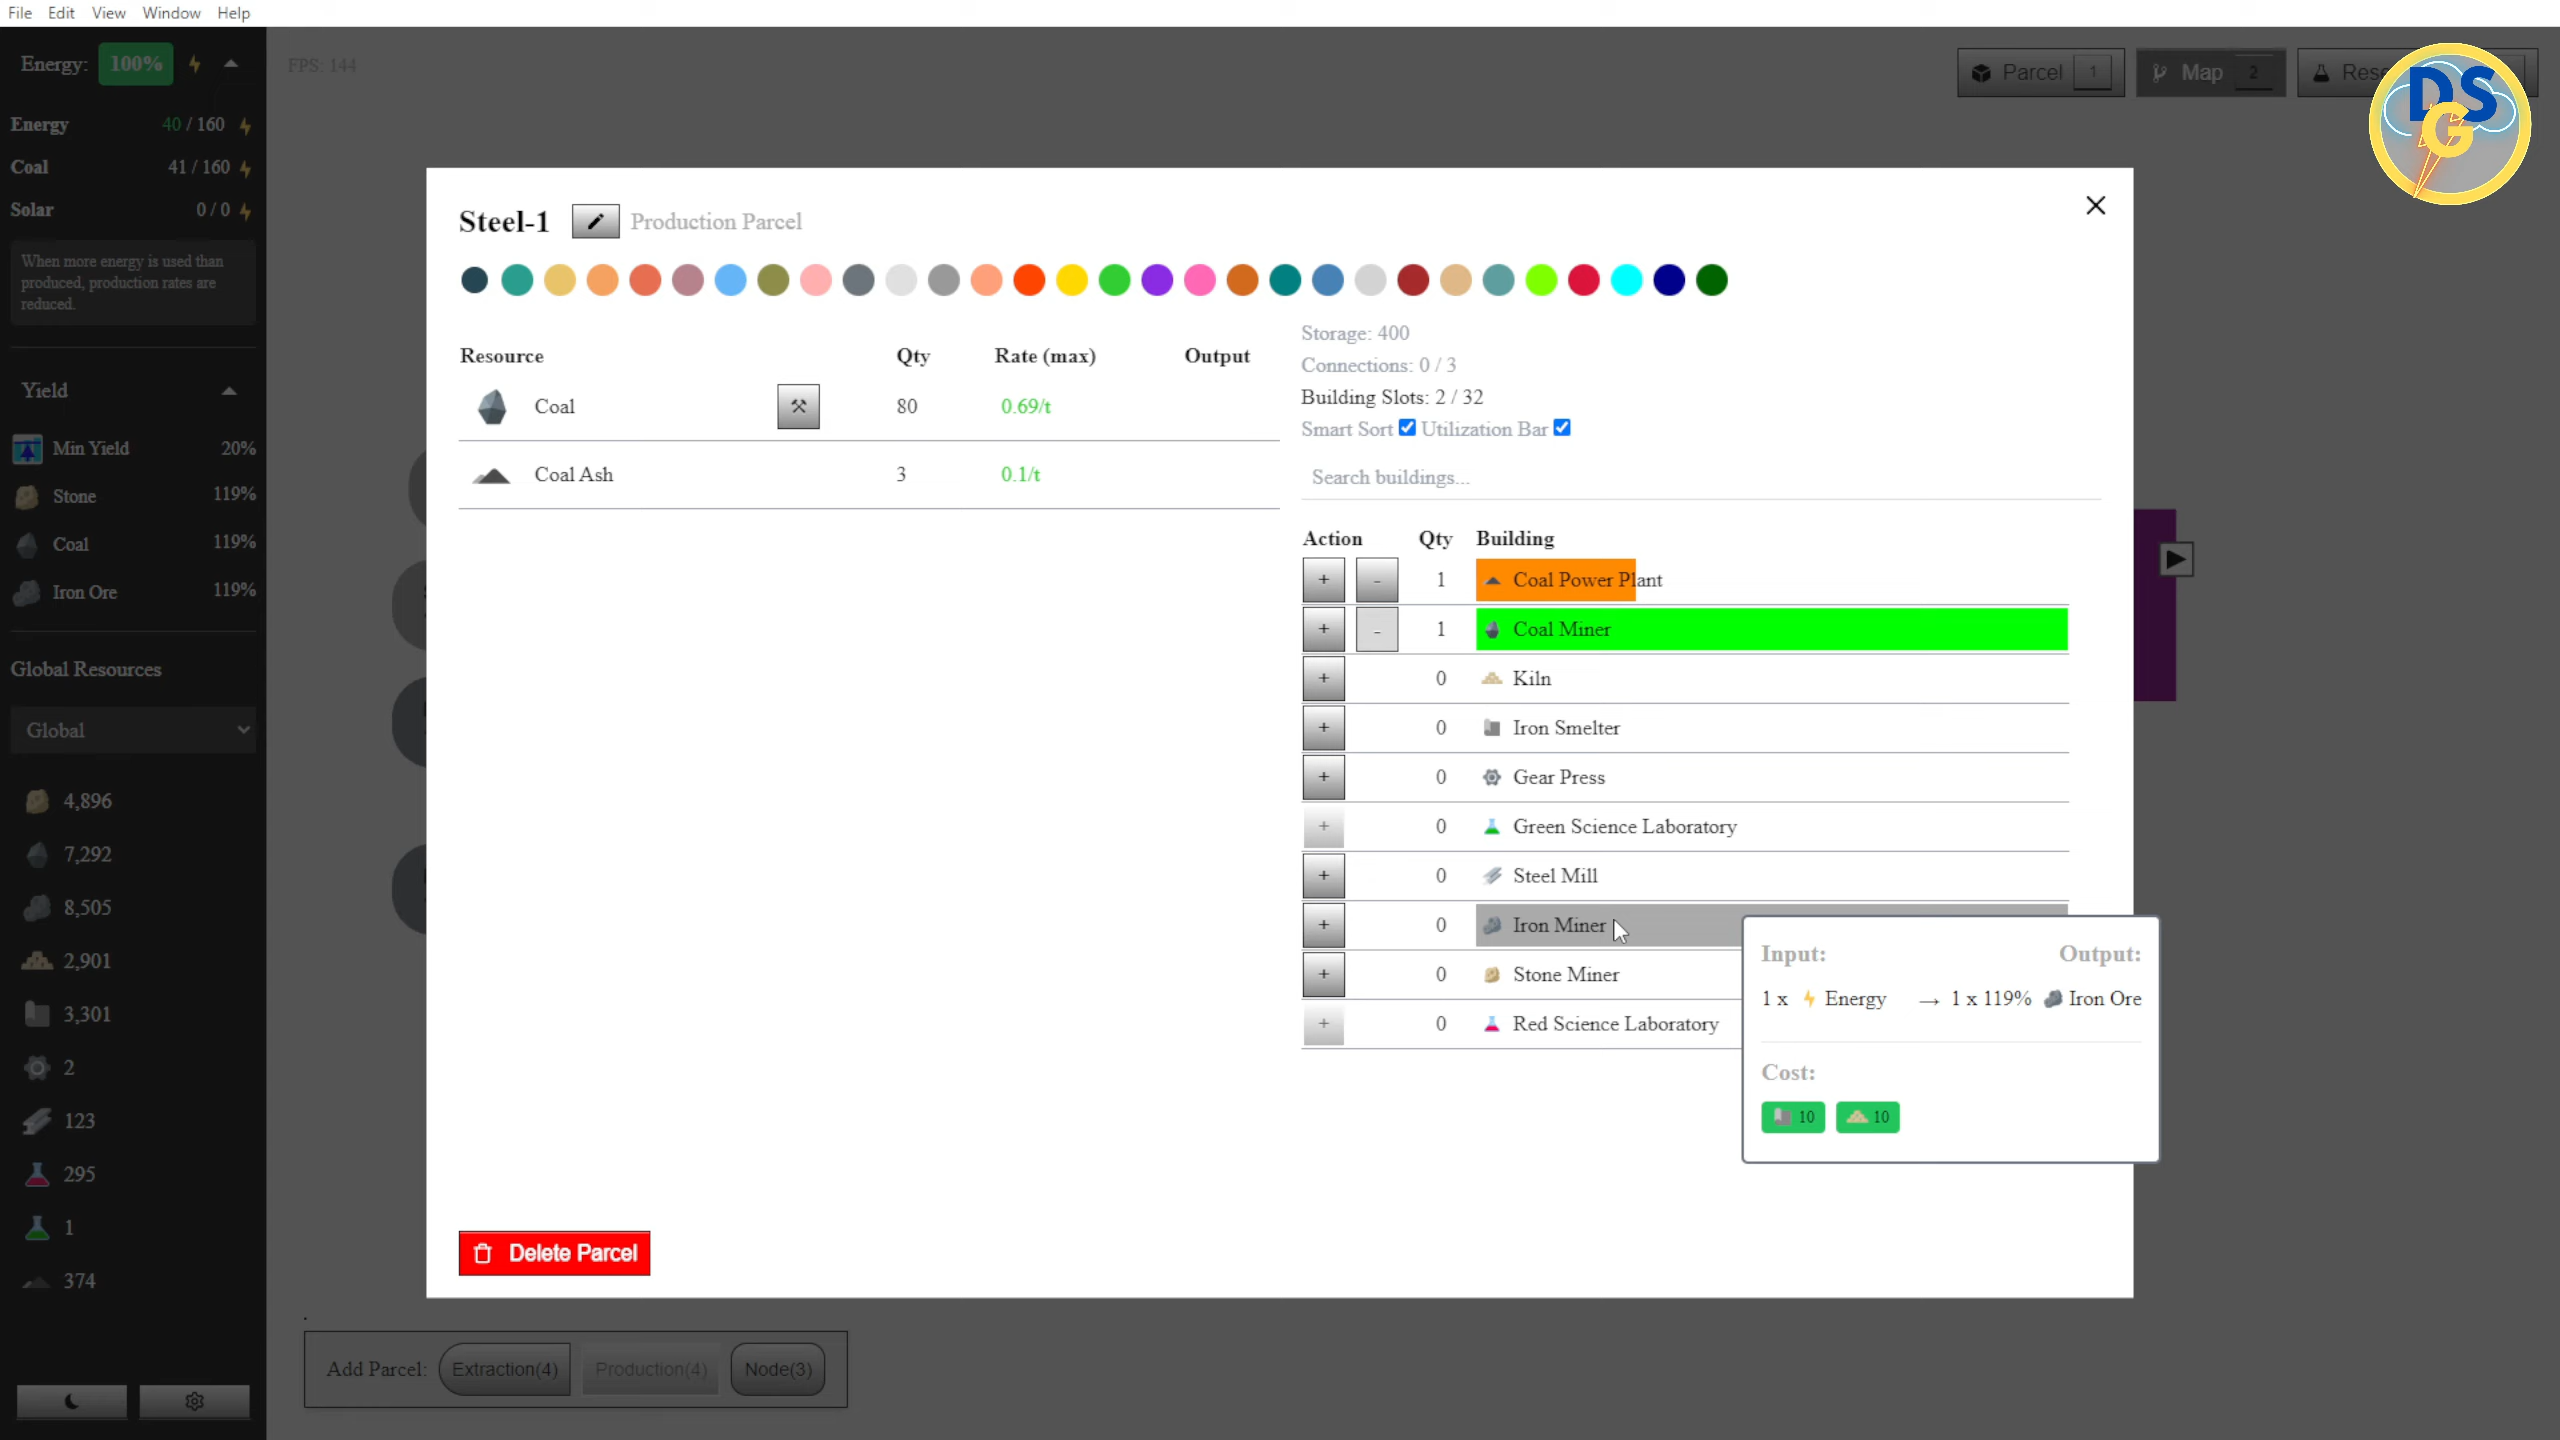 File Edit View Window Help
Energy: 100%
FPS: 144
Parcel 1
Map 2
DSG
Energy 40 / 160
Coal 41 / 160
Solar 0 / 0
When more energy is used than
produced, production rates are
reduced.
Yield
Min Yield 20%
Stone 119%
Coal 119%
Iron Ore 119%
Global Resources
Global
4,896
7,292
8,505
2,901
3,301
2
123
295
1
374
Steel-1 Production Parcel
Resource Qty Rate (max) Output
Coal 80 0.69/t
Coal Ash 3 0.1/t
Delete Parcel
Storage: 400
Connections: 0 / 3
Building Slots: 2 / 32
Smart Sort Utilization Bar
Search buildings...
Action Qty Building
+ - 1 Coal Power Plant
+ - 1 Coal Miner
+ 0 Kiln
+ 0 Iron Smelter
+ 0 Gear Press
+ 0 Green Science Laboratory
+ 0 Steel Mill
+ 0 Iron Miner
+ 0 Stone Miner
+ 0 Red Science Laboratory
Input: Output:
1 x Energy → 1 x 119% Iron Ore
Cost:
10 10
Add Parcel: Extraction(4) Production(4) Node(3)